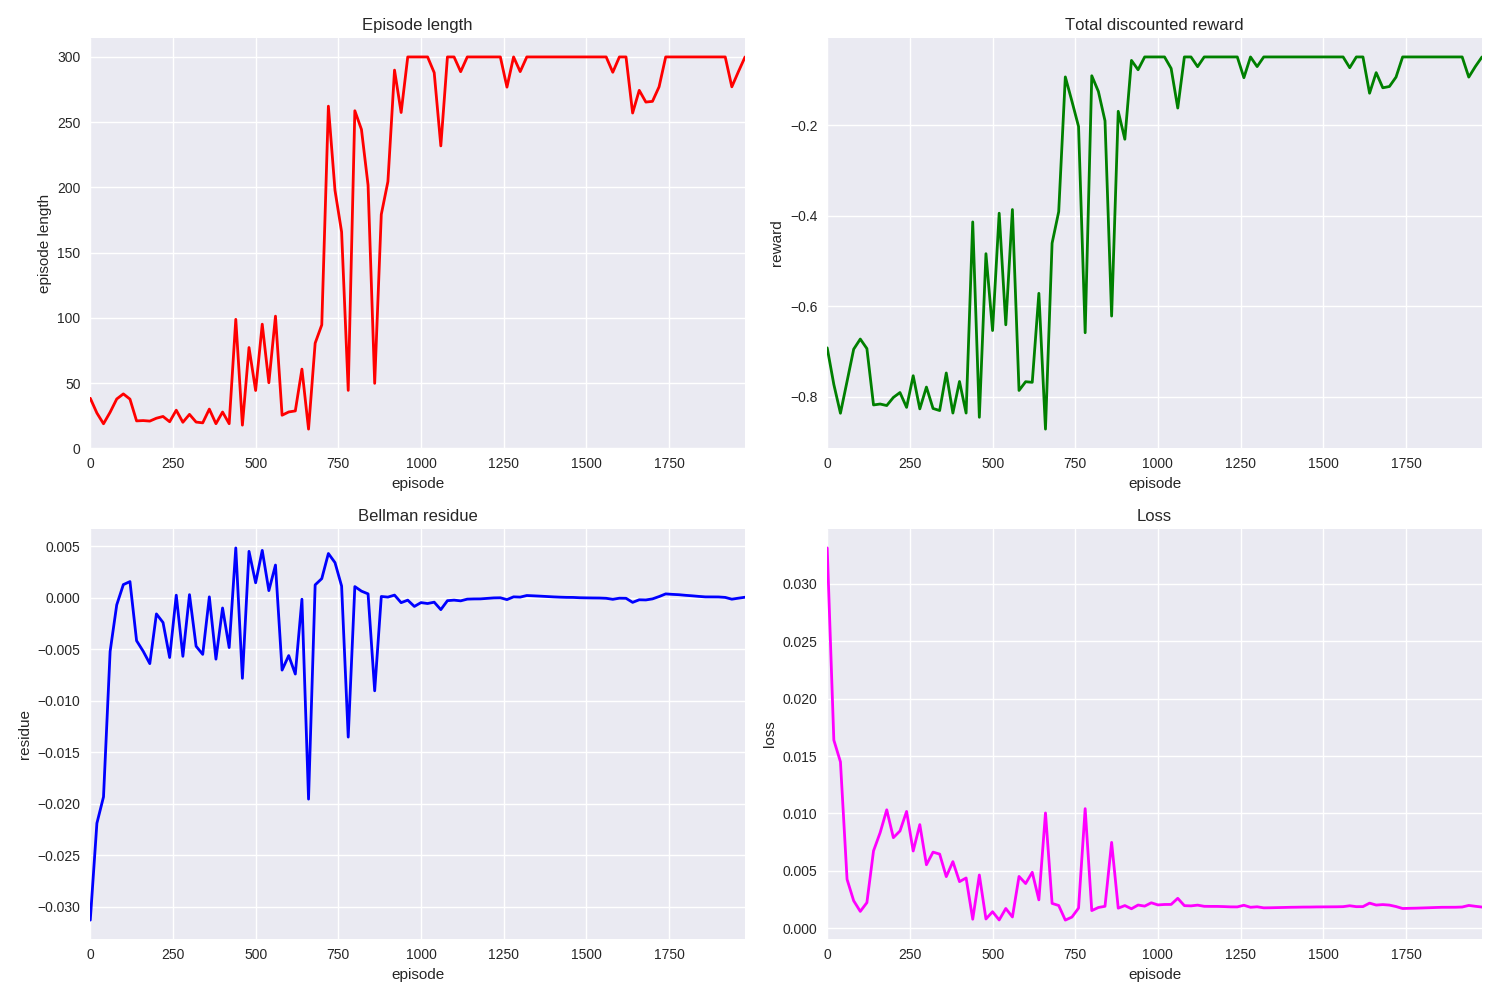 Episode length
300
250
200
150
100
50
0
episode length
0 250 500 750 1000 1250 1500 1750
episode
Total discounted reward
−0.2
−0.4
−0.6
−0.8
reward
0 250 500 750 1000 1250 1500 1750
episode
Bellman residue
0.005
0.000
−0.005
−0.010
−0.015
−0.020
−0.025
−0.030
residue
0 250 500 750 1000 1250 1500 1750
episode
Loss
0.030
0.025
0.020
0.015
0.010
0.005
0.000
loss
0 250 500 750 1000 1250 1500 1750
episode